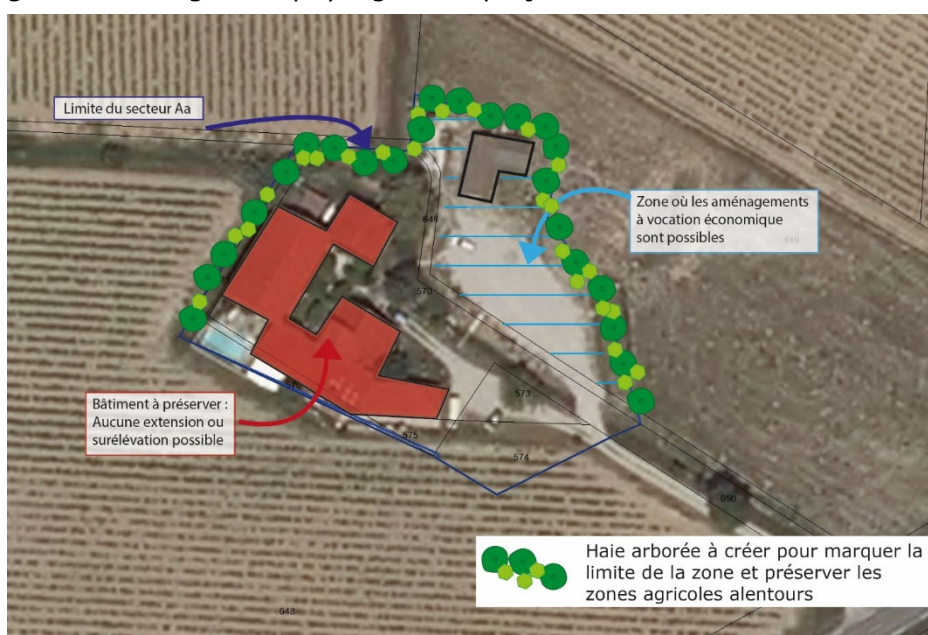 Limite du secteur Aa
Zone où les aménagements
à vocation économique
sont possibles
646
570
Bâtiment à préserver :
Aucune extension ou
surélévation possible
573
575
574
650
Haie arborée à créer pour marquer la
limite de la zone et préserver les
zones agricoles alentours
648